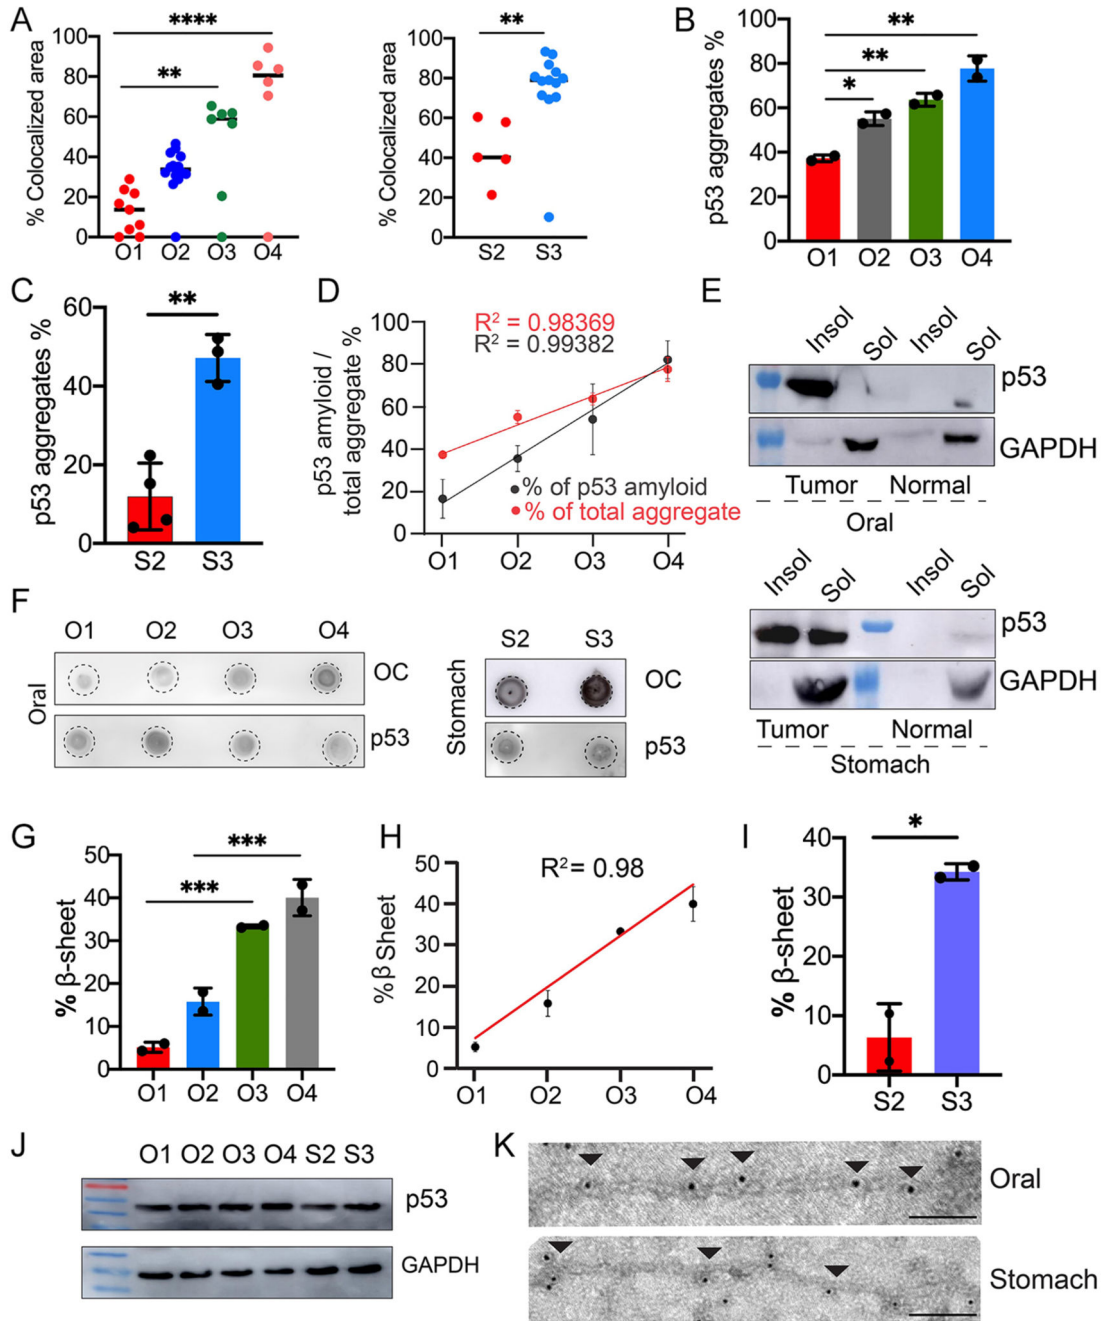 A
****
**
% Colocalized area
100
80
60
40
20
0
O1 O2 O3 O4
**
% Colocalized area
100
80
60
40
20
0
S2 S3
B
**
**
*
p53 aggregates %
100
80
60
40
20
0
O1 O2 O3 O4
C
**
p53 aggregates %
60
40
20
0
S2 S3
D
R² = 0.98369
R² = 0.99382
p53 amyloid /
total aggregate %
100
80
60
40
20
0
% of p53 amyloid
% of total aggregate
O1 O2 O3 O4
E
Insol Sol Insol Sol
p53
GAPDH
Tumor Normal
Oral
Insol Sol Insol Sol
p53
GAPDH
Tumor Normal
Stomach
F
O1 O2 O3 O4
Oral
OC
p53
S2 S3
Stomach
OC
p53
G
***
***
% β-sheet
50
40
30
20
10
0
O1 O2 O3 O4
H
R²= 0.98
%β Sheet
50
40
30
20
10
0
O1 O2 O3 O4
I
*
% β-sheet
40
30
20
10
0
S2 S3
J
O1 O2 O3 O4 S2 S3
p53
GAPDH
K
Oral
Stomach